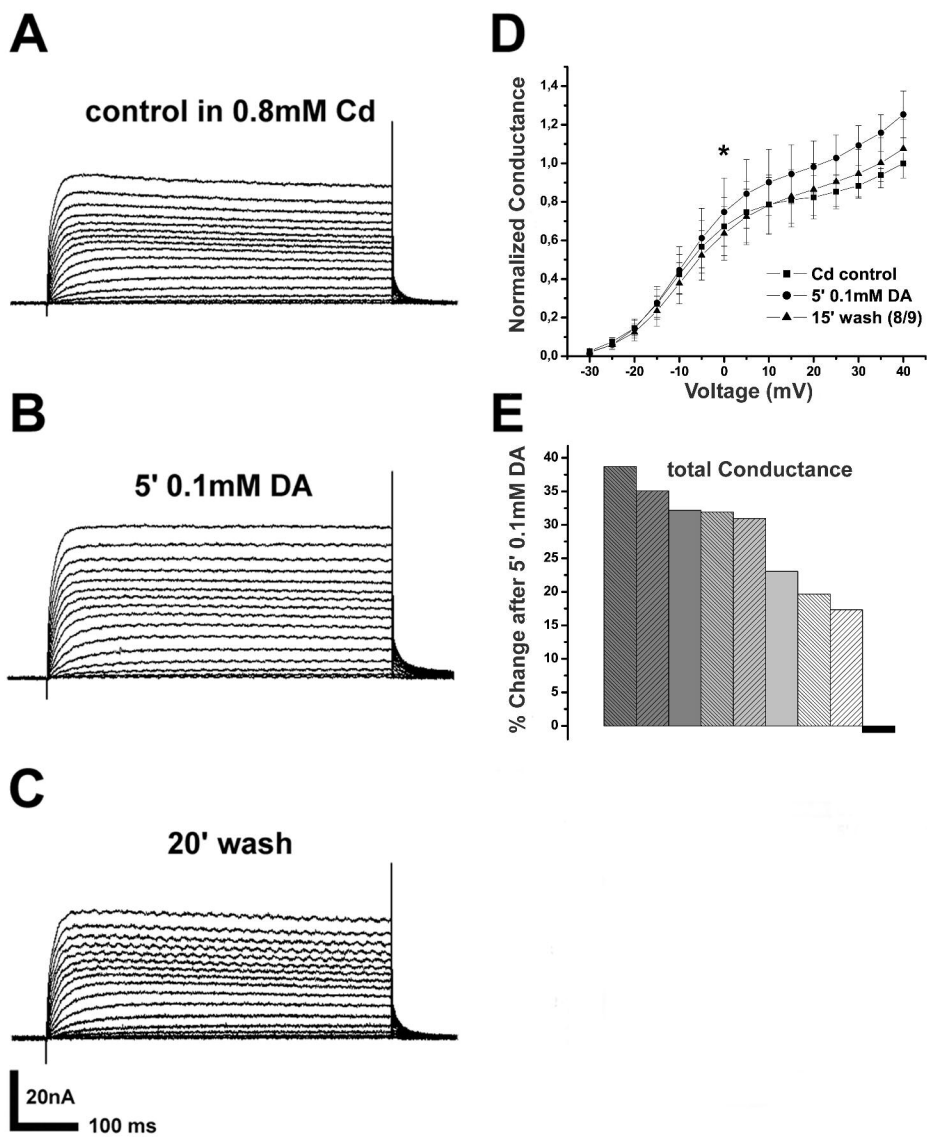 A
control in 0.8mM Cd
B
5' 0.1mM DA
C
20' wash
20nA
100 ms
D
Normalized Conductance
1,4
1,2
1,0
0,8
0,6
0,4
0,2
0,0
*
Cd control
5' 0.1mM DA
15' wash (8/9)
-30 -20 -10 0 10 20 30 40
Voltage (mV)
E
% Change after 5' 0.1mM DA
total Conductance
40
35
30
25
20
15
10
5
0